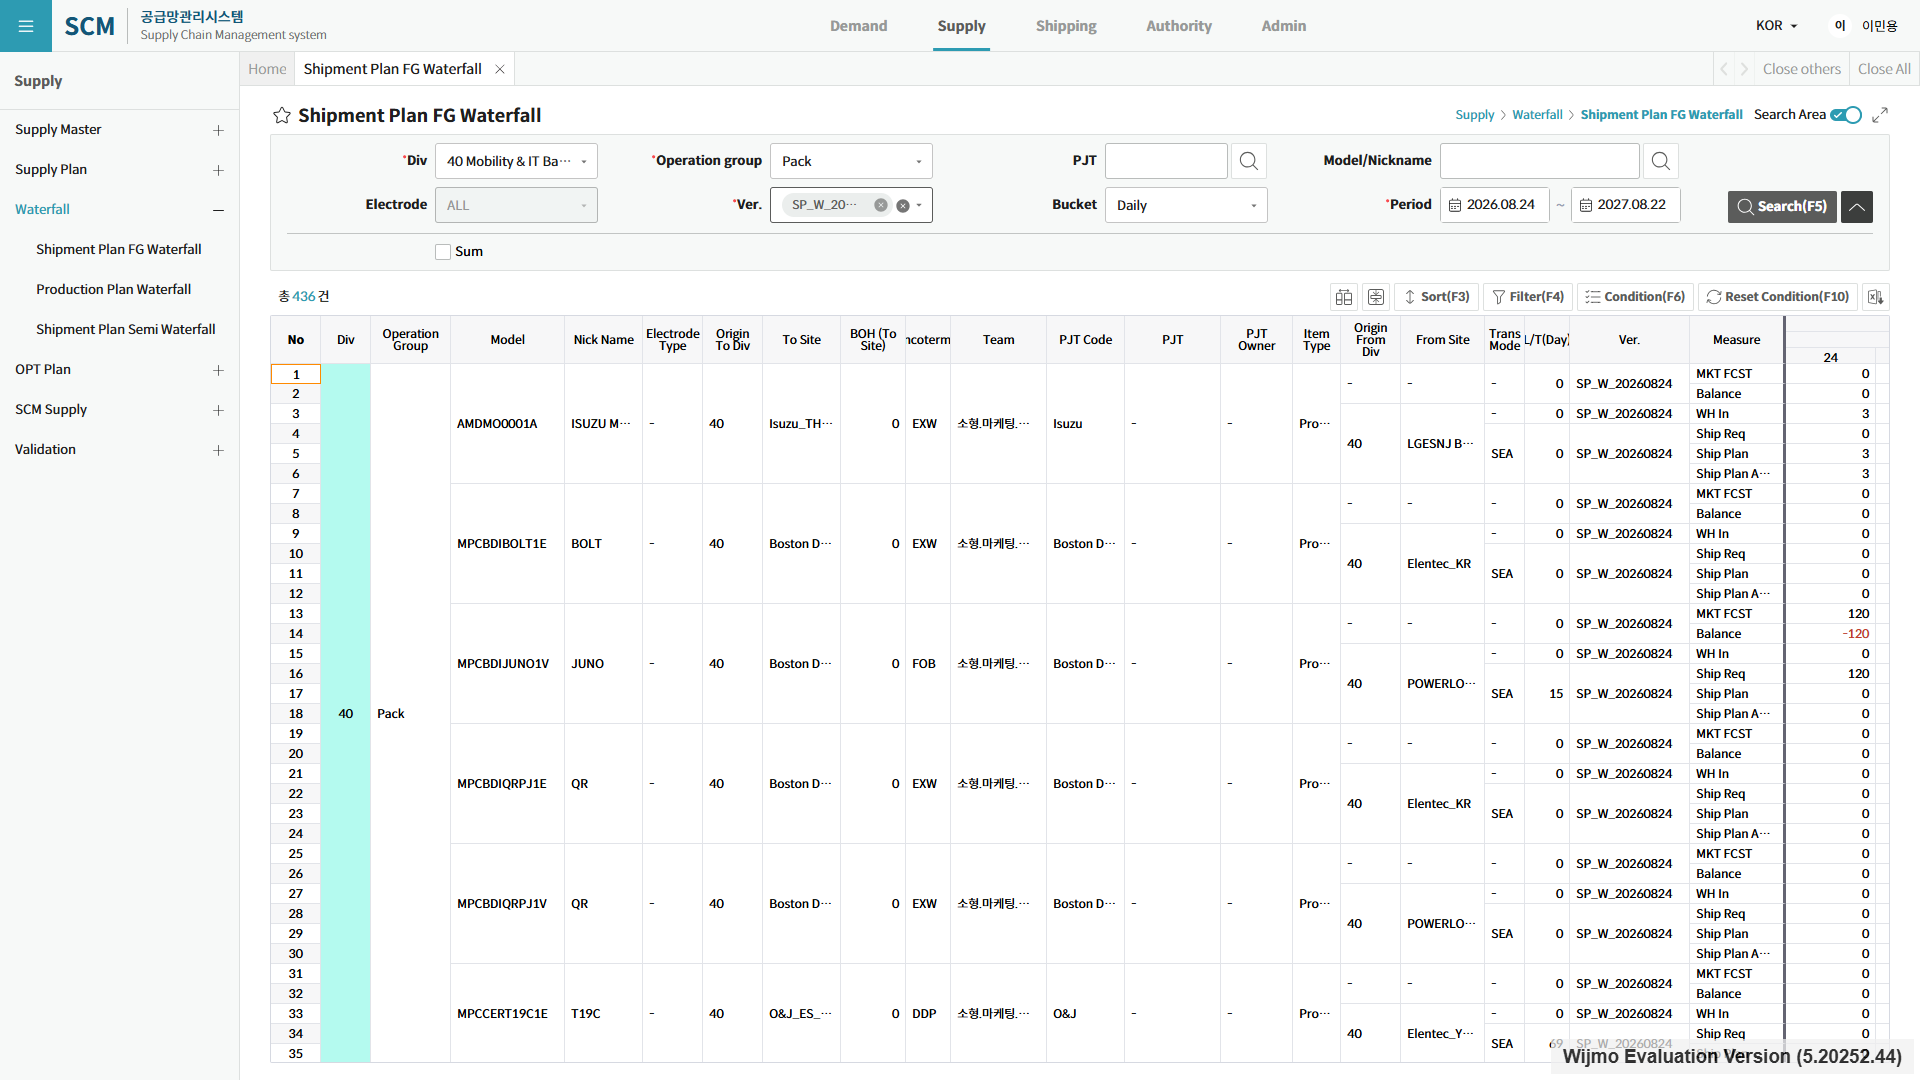 SCM 공급망관리시스템
Supply Chain Management system
Demand Supply Shipping Authority Admin
KOR 이 이민용
Supply
Home Shipment Plan FG Waterfall Close others Close All
Supply Master
Supply Plan
Waterfall
Shipment Plan FG Waterfall
Production Plan Waterfall
Shipment Plan Semi Waterfall
OPT Plan
SCM Supply
Validation
Shipment Plan FG Waterfall
Supply > Waterfall > Shipment Plan FG Waterfall Search Area
*Div 40 Mobility & IT Ba··· *Operation group Pack PJT Model/Nickname
Electrode ALL *Ver. SP_W_20··· Bucket Daily *Period 2026.08.24 ~ 2027.08.22 Search(F5)
Sum
총 436 건 Sort(F3) Filter(F4) Condition(F6) Reset Condition(F10)
No Div Operation Group Model Nick Name Electrode Type Origin To Div To Site BOH (To Site) ncoterm Team PJT Code PJT PJT Owner Item Type Origin From Div From Site Trans Mode L/T(Day) Ver. Measure 24
1 - - - 0 SP_W_20260824 MKT FCST 0
2 Balance 0
3 AMDMO0001A ISUZU M··· - 40 Isuzu_TH··· 0 EXW 소형.마케팅.··· Isuzu - - Pro··· - 0 SP_W_20260824 WH In 3
4 40 LGESNJ B··· Ship Req 0
5 SEA 0 SP_W_20260824 Ship Plan 3
6 Ship Plan A··· 3
7 - - - 0 SP_W_20260824 MKT FCST 0
8 Balance 0
9 MPCBDIBOLT1E BOLT - 40 Boston D··· 0 EXW 소형.마케팅.··· Boston D··· - - Pro··· - 0 SP_W_20260824 WH In 0
10 40 Elentec_KR Ship Req 0
11 SEA 0 SP_W_20260824 Ship Plan 0
12 Ship Plan A··· 0
13 - - - 0 SP_W_20260824 MKT FCST 120
14 Balance -120
15 MPCBDIJUNO1V JUNO - 40 Boston D··· 0 FOB 소형.마케팅.··· Boston D··· - - Pro··· - 0 SP_W_20260824 WH In 0
16 40 POWERLO··· Ship Req 120
17 SEA 15 SP_W_20260824 Ship Plan 0
18 40 Pack Ship Plan A··· 0
19 - - - 0 SP_W_20260824 MKT FCST 0
20 Balance 0
21 MPCBDIQRPJ1E QR - 40 Boston D··· 0 EXW 소형.마케팅.··· Boston D··· - - Pro··· - 0 SP_W_20260824 WH In 0
22 40 Elentec_KR Ship Req 0
23 SEA 0 SP_W_20260824 Ship Plan 0
24 Ship Plan A··· 0
25 - - - 0 SP_W_20260824 MKT FCST 0
26 Balance 0
27 MPCBDIQRPJ1V QR - 40 Boston D··· 0 EXW 소형.마케팅.··· Boston D··· - - Pro··· - 0 SP_W_20260824 WH In 0
28 40 POWERLO··· Ship Req 0
29 SEA 0 SP_W_20260824 Ship Plan 0
30 Ship Plan A··· 0
31 - - - 0 SP_W_20260824 MKT FCST 0
32 Balance 0
33 MPCCERT19C1E T19C - 40 O&J_ES_··· 0 DDP 소형.마케팅.··· O&J - - Pro··· - 0 SP_W_20260824 WH In 0
34 40 Elentec_Y··· Ship Req 0
35 SEA 69 SP_W_20260824
Wijmo Evaluation Version (5.20252.44)